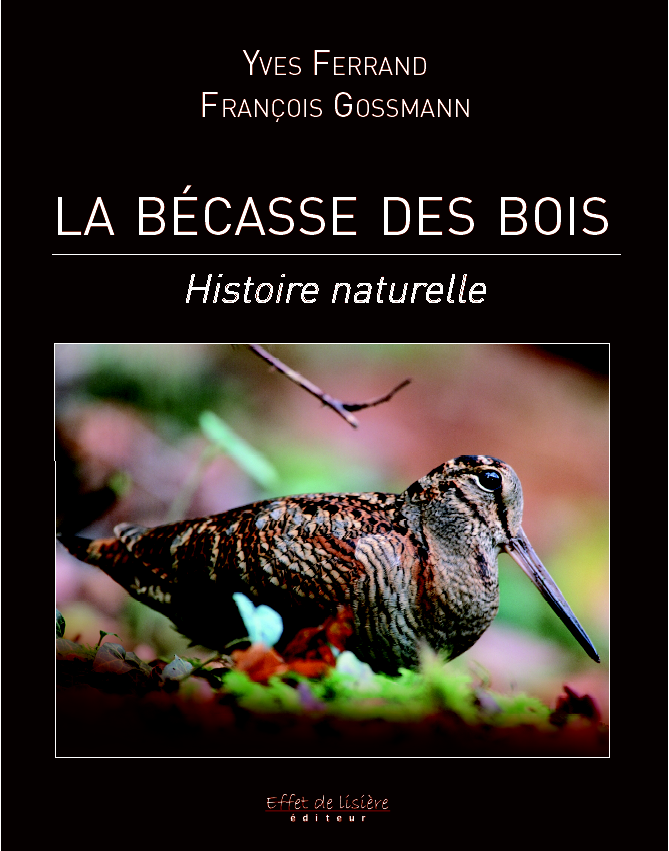 YVES FERRAND
FRANÇOIS GOSSMANN
LA BÉCASSE DES BOIS
Histoire naturelle
Effet de lisière
éditeur